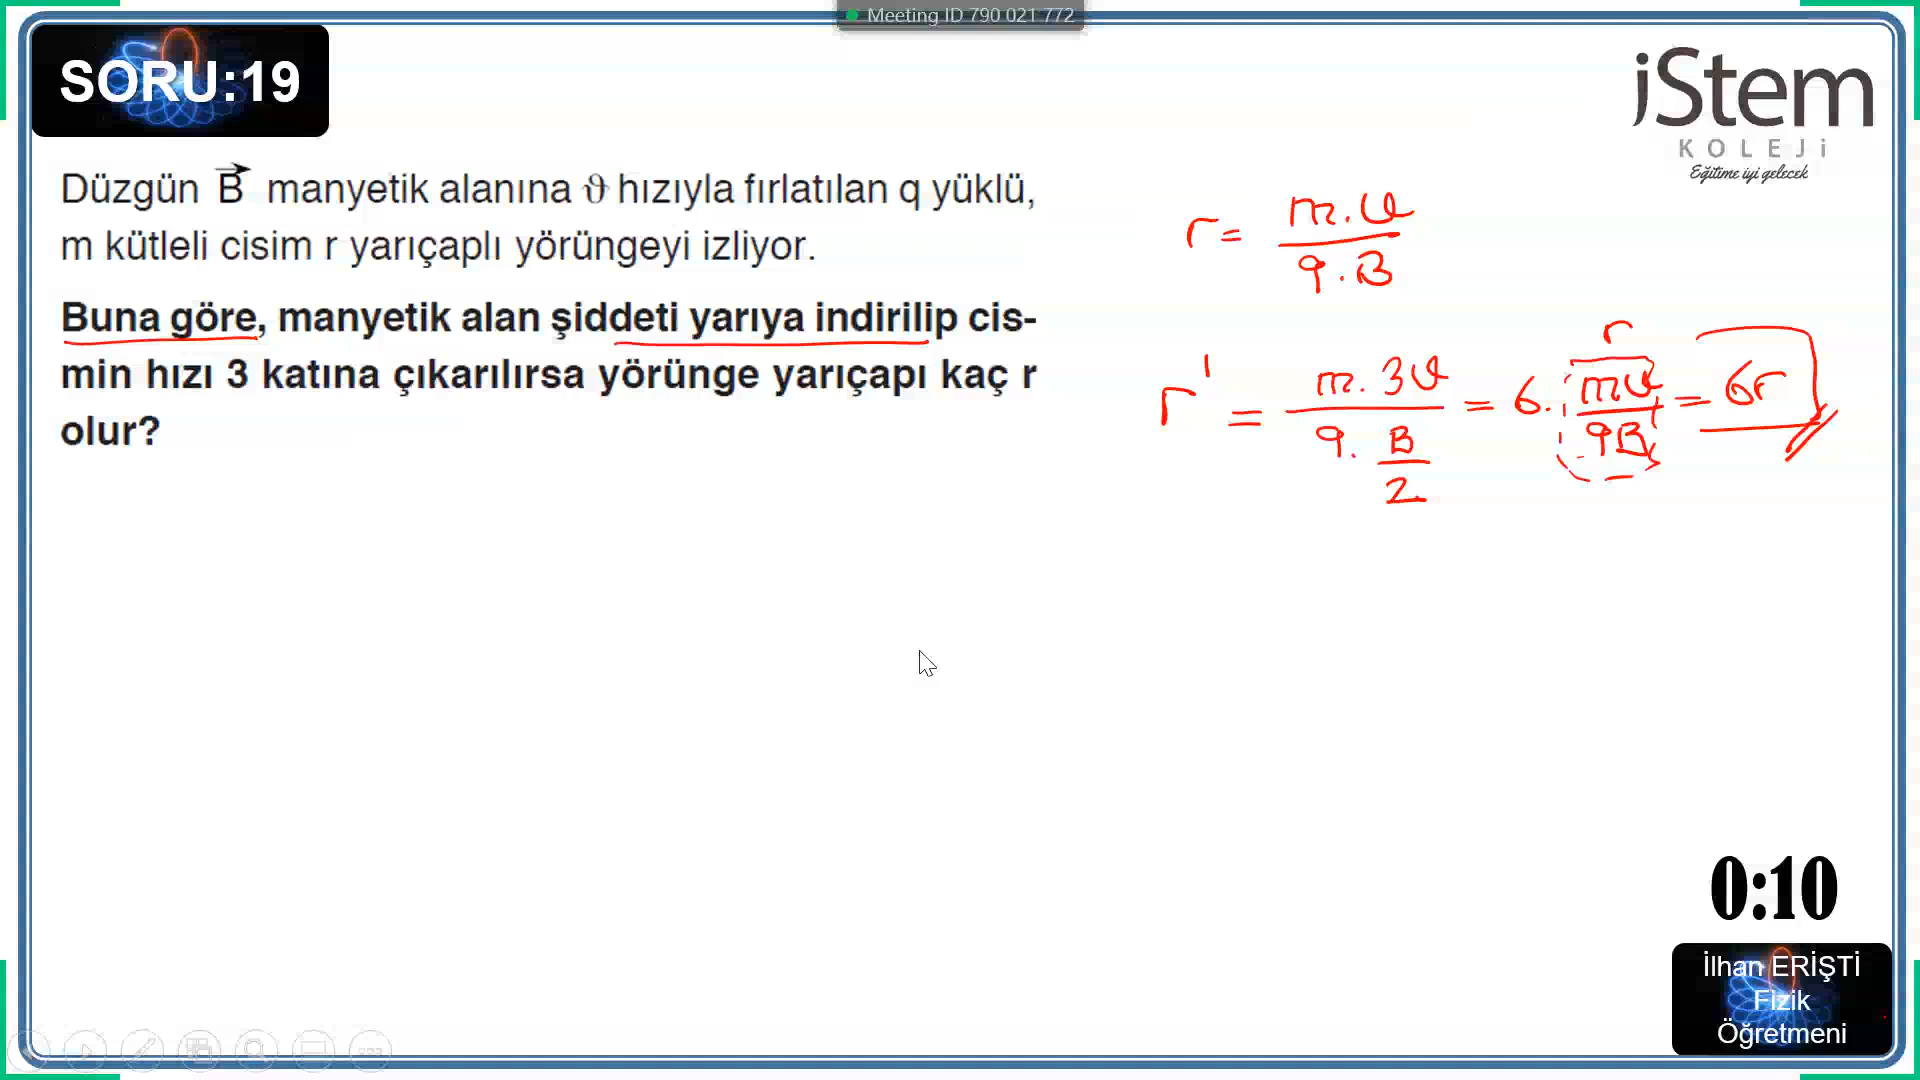 Meeting ID 790 021 772
SORU:19
jStem
KOLEJİ
Eğitime iyi gelecek
Düzgün B manyetik alanına ϑ hızıyla fırlatılan q yüklü,
m kütleli cisim r yarıçaplı yörüngeyi izliyor.
Buna göre, manyetik alan şiddeti yarıya indirilip cis-
min hızı 3 katına çıkarılırsa yörünge yarıçapı kaç r
olur?
r = m.ϑ / q.B
r
r' = m.3ϑ / q.B/2 = 6. mϑ/qB = 6r
0:10
İlhan ERİŞTİ
Fizik
Öğretmeni